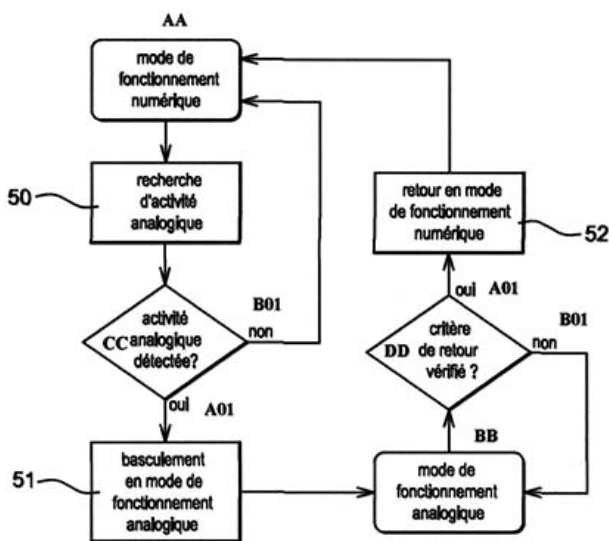 AA
mode de
fonctionnement
numérique
50
recherche
d'activité
analogique
retour en mode
de fonctionnement
numérique
52
CC
activité
analogique
détectée?
B01
non
oui
A01
oui
A01
DD
critère
de retour
vérifié ?
B01
non
51
basculement
en mode de
fonctionnement
analogique
BB
mode de
fonctionnement
analogique